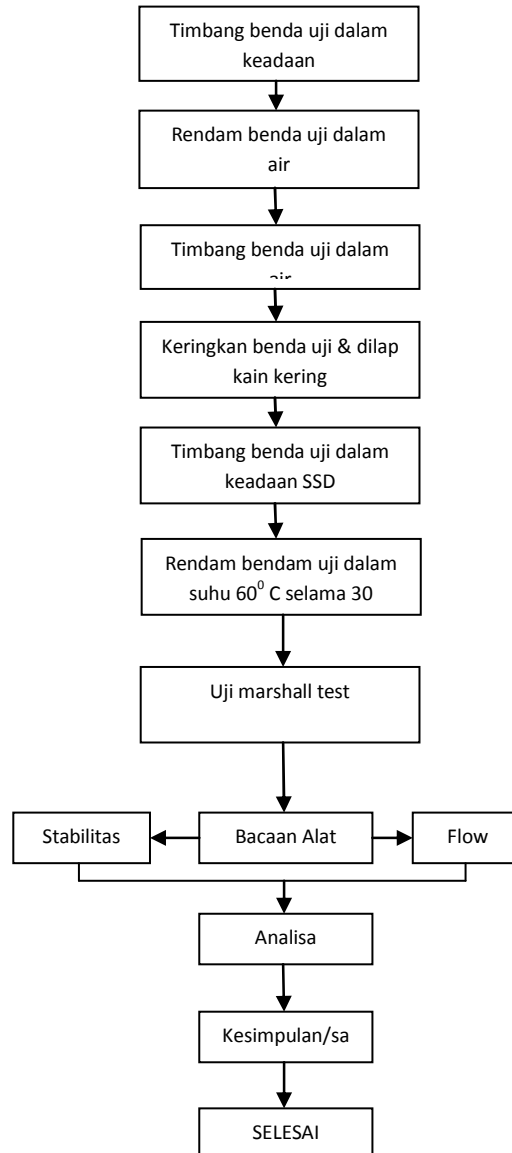 Timbang benda uji dalam
keadaan
Rendam benda uji dalam
air
Timbang benda uji dalam
air
Keringkan benda uji & dilap
kain kering
Timbang benda uji dalam
keadaan SSD
Rendam bendam uji dalam
suhu 60⁰ C selama 30
Uji marshall test
Stabilitas
Bacaan Alat
Flow
Analisa
Kesimpulan/sa
SELESAI